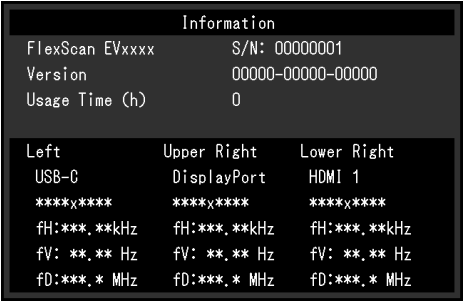 Information
FlexScan EVxxxx S/N: 00000001
Version 00000-00000-00000
Usage Time (h) 0
Left Upper Right Lower Right
USB-C DisplayPort HDMI 1
****x**** ****x**** ****x****
fH:***.**kHz fH:***.**kHz fH:***.**kHz
fV: **.** Hz fV: **.** Hz fV: **.** Hz
fD:***.* MHz fD:***.* MHz fD:***.* MHz